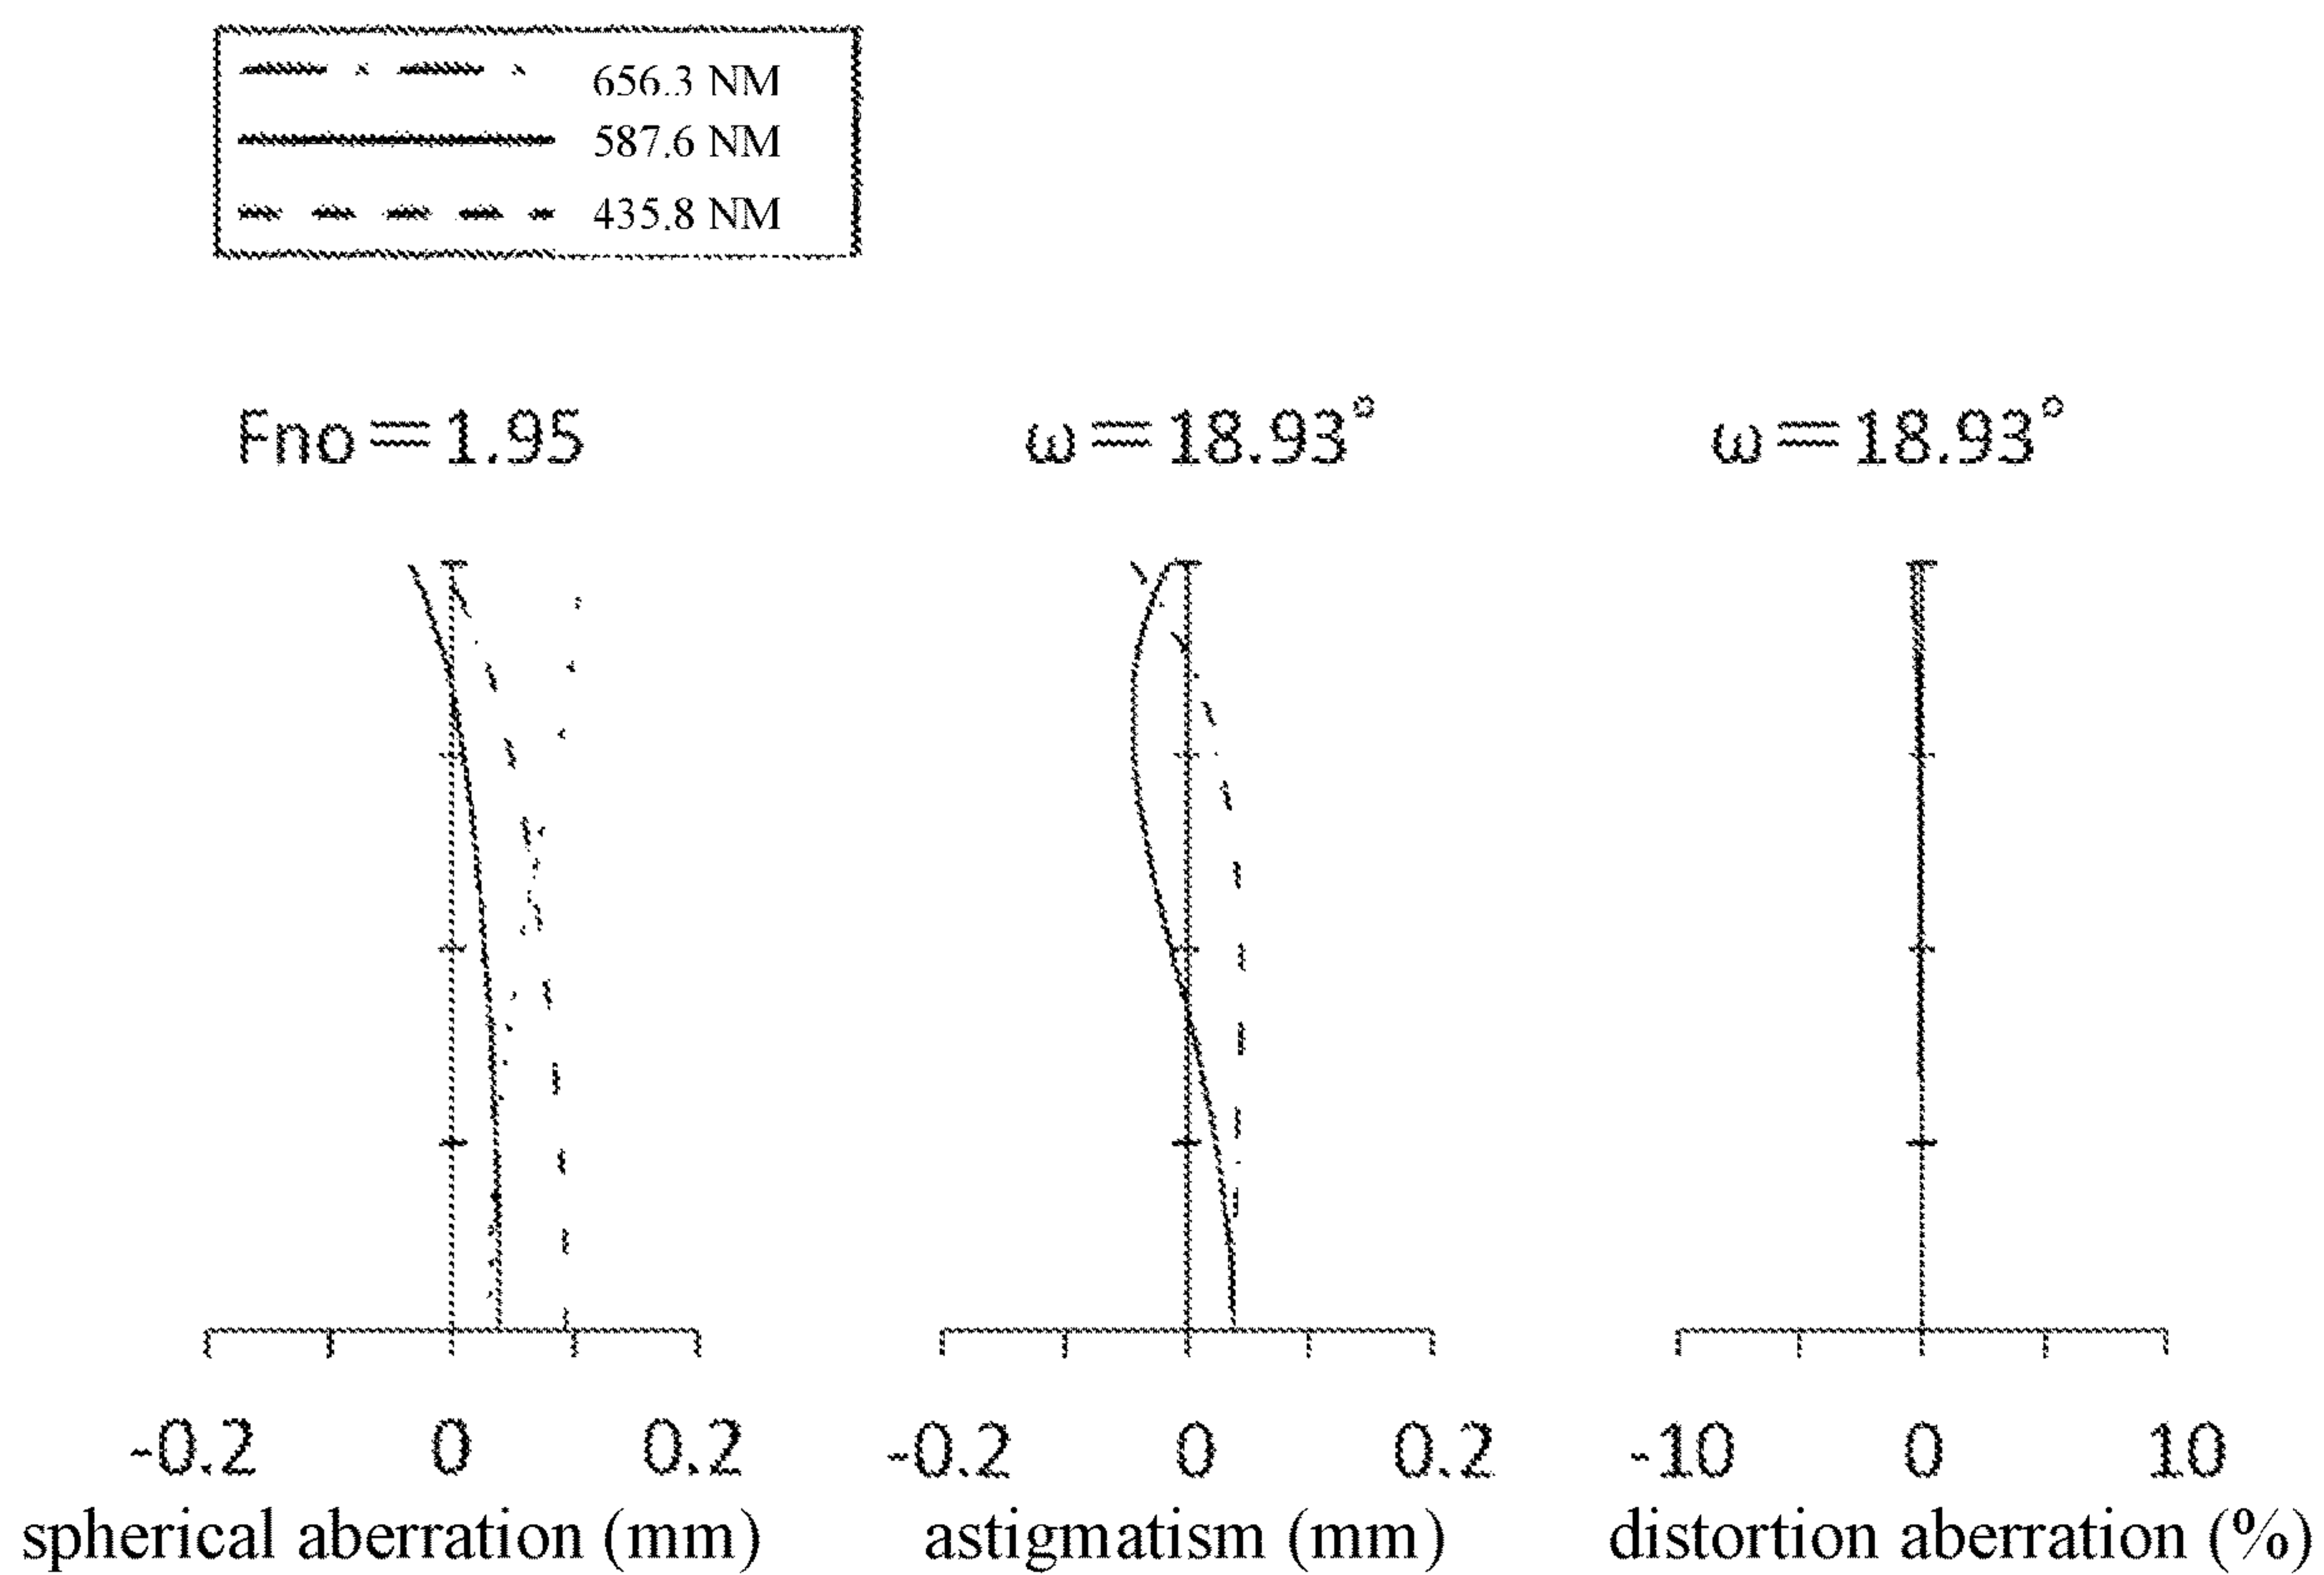 656.3 NM
587.6 NM
435.8 NM
Fno=1.95
ω=18.93°
ω=18.93°
-0.2 0 0.2
-0.2 0 0.2
-10 0 10
spherical aberration (mm)
astigmatism (mm)
distortion aberration (%)